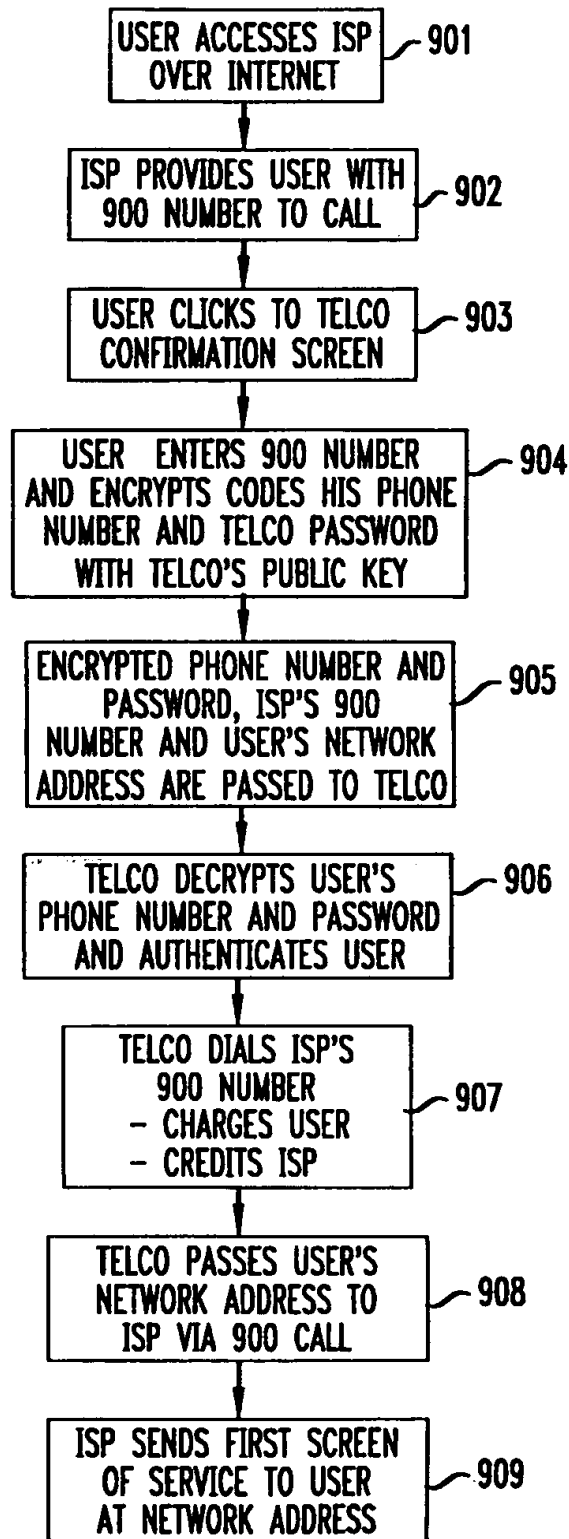 USER ACCESSES ISP
OVER INTERNET
901
ISP PROVIDES USER WITH
900 NUMBER TO CALL
902
USER CLICKS TO TELCO
CONFIRMATION SCREEN
903
USER ENTERS 900 NUMBER
AND ENCRYPTS CODES HIS PHONE
NUMBER AND TELCO PASSWORD
WITH TELCO'S PUBLIC KEY
904
ENCRYPTED PHONE NUMBER AND
PASSWORD, ISP'S 900
NUMBER AND USER'S NETWORK
ADDRESS ARE PASSED TO TELCO
905
TELCO DECRYPTS USER'S
PHONE NUMBER AND PASSWORD
AND AUTHENTICATES USER
906
TELCO DIALS ISP'S
900 NUMBER
- CHARGES USER
- CREDITS ISP
907
TELCO PASSES USER'S
NETWORK ADDRESS TO
ISP VIA 900 CALL
908
ISP SENDS FIRST SCREEN
OF SERVICE TO USER
AT NETWORK ADDRESS
909